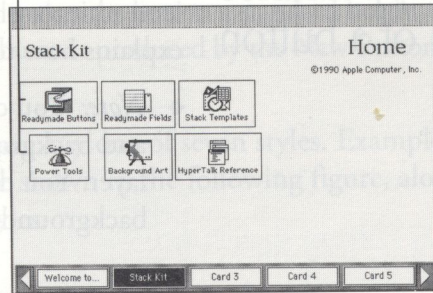 Stack Kit
Home
©1990 Apple Computer, Inc.
Readymade Buttons
Readymade Fields
Stack Templates
Power Tools
Background Art
HyperTalk Reference
Welcome to...
Stack Kit
Card 3
Card 4
Card 5